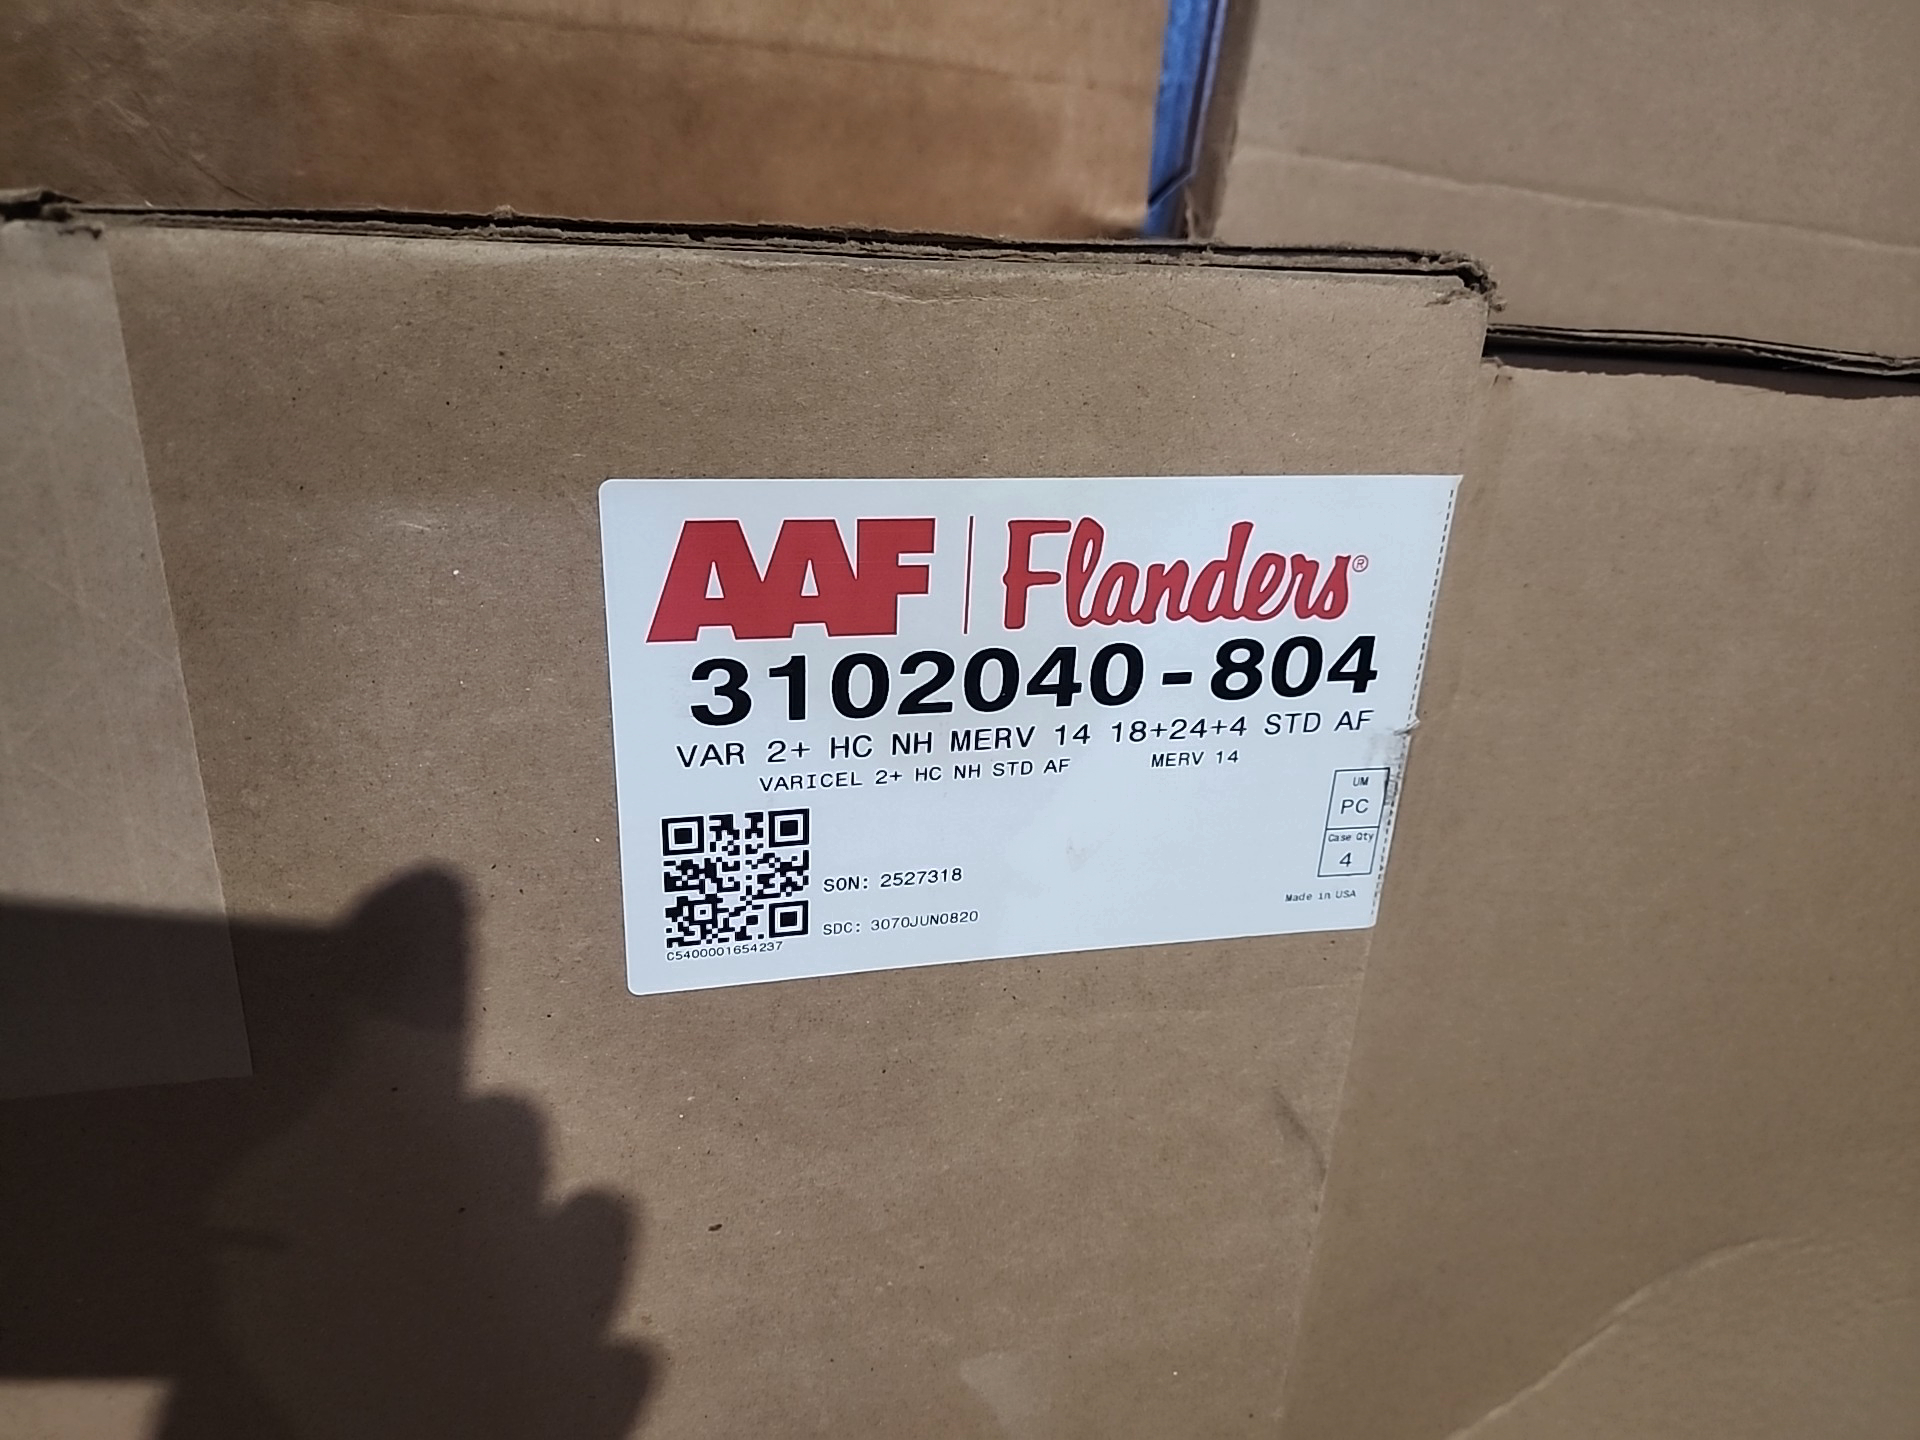 AAF | Flanders®
3102040-804
VAR 2+ HC NH MERV 14 18+24+4 STD AF
VARICEL 2+ HC NH STD AF MERV 14
UM
PC
Case Qty
4
SON: 2527318
Made in USA
SDC: 3070JUN0820
C5400001654237